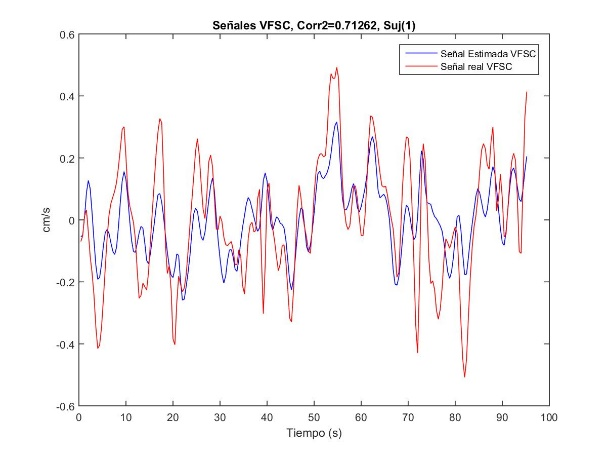 Señales VFSC, Corr2=0.71262, Suj(1)
Señal Estimada VFSC
Señal real VFSC
0.6
0.4
0.2
0
-0.2
-0.4
-0.6
cm/s
0 10 20 30 40 50 60 70 80 90 100
Tiempo (s)